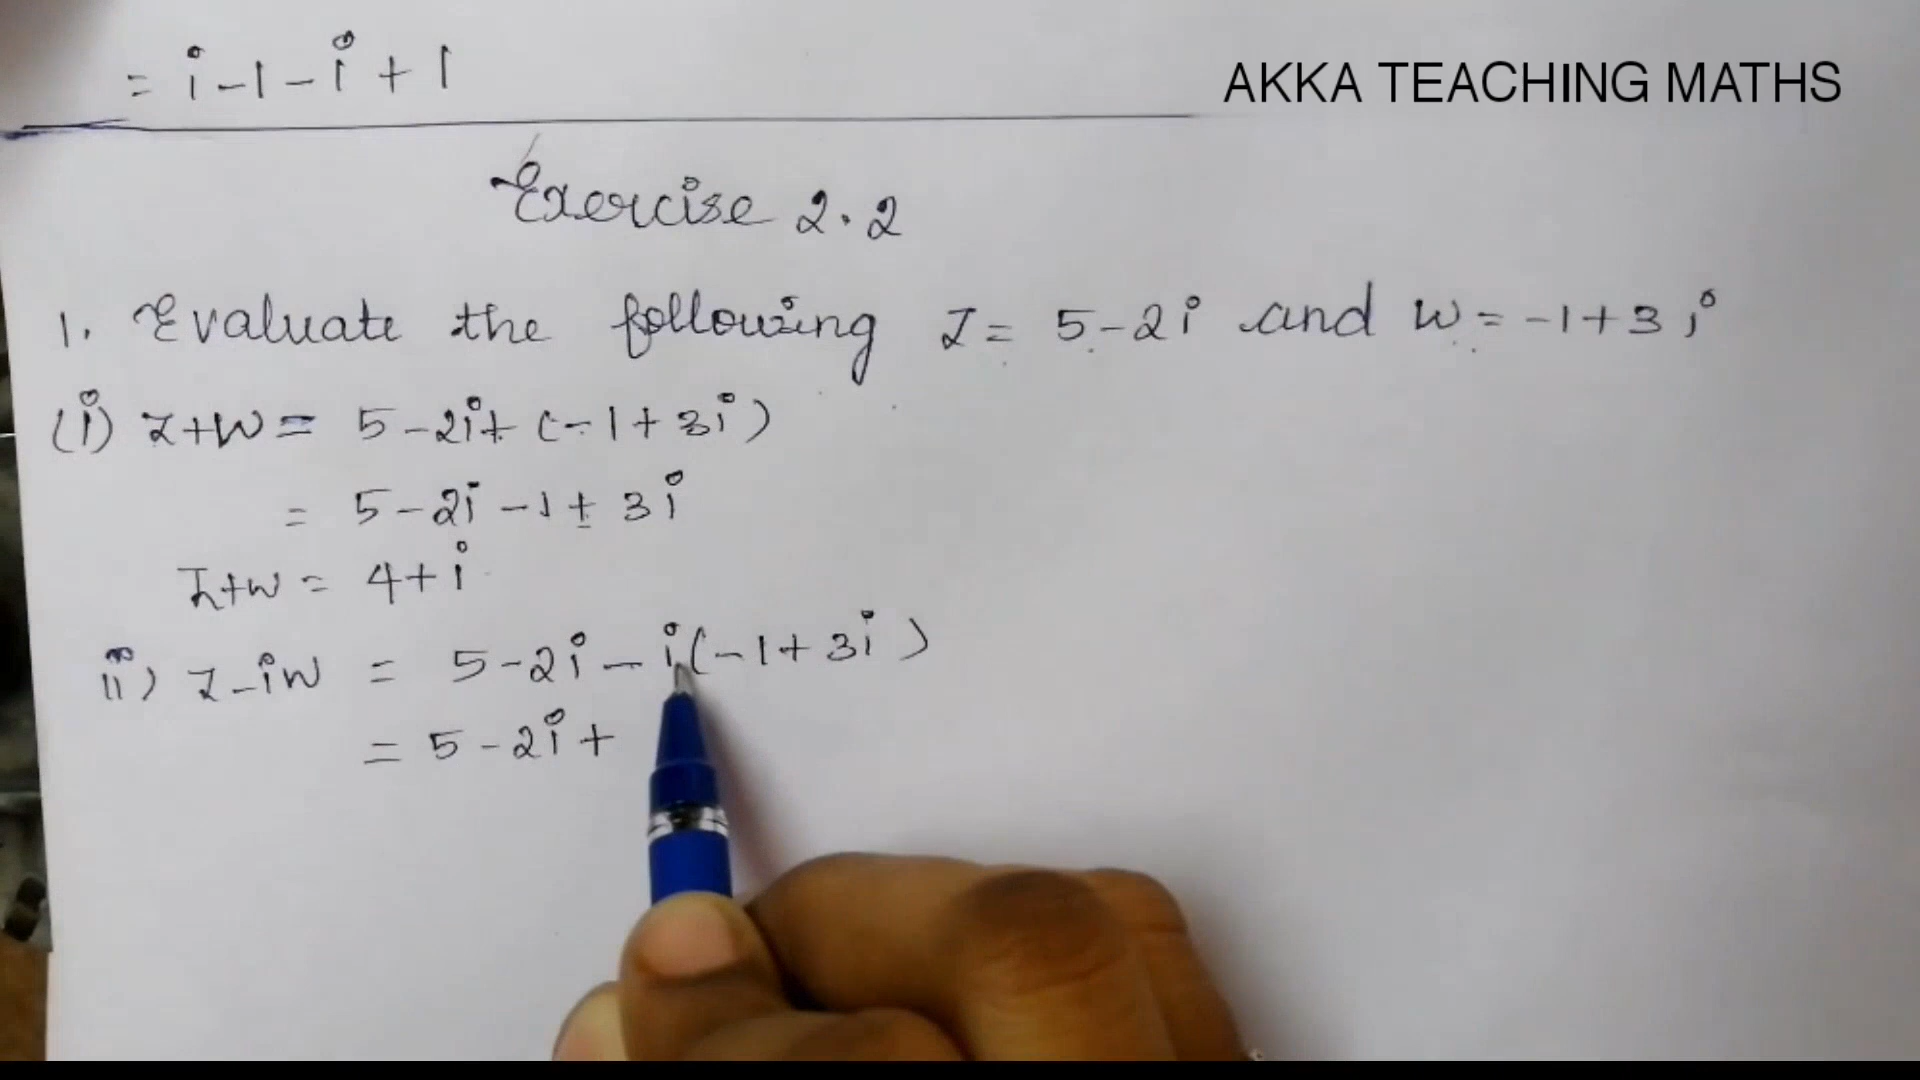 = i - 1 - i + 1
AKKA TEACHING MATHS
Exercise 2.2
1. Evaluate the following z = 5 - 2i and w = -1 + 3i
(i) z+w = 5 - 2i + (-1 + 3i)
= 5 - 2i - 1 + 3i
z+w = 4 + i
ii) z - iw = 5 - 2i - i(-1 + 3i)
= 5 - 2i +